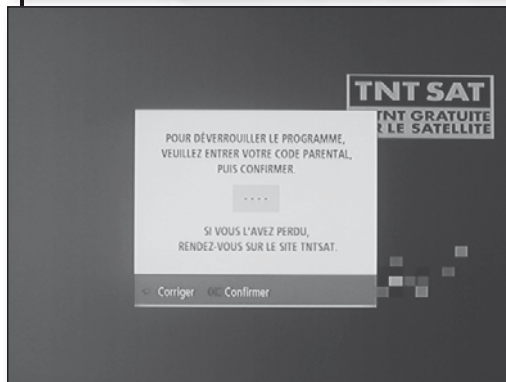 TNT SAT
TNT GRATUITE
LE SATELLITE
POUR DÉVERROUILLER LE PROGRAMME,
VEUILLEZ ENTRER VOTRE CODE PARENTAL,
PUIS CONFIRMER.
....
SI VOUS L'AVEZ PERDU,
RENDEZ-VOUS SUR LE SITE TNTSAT.
Corriger OK Confirmer